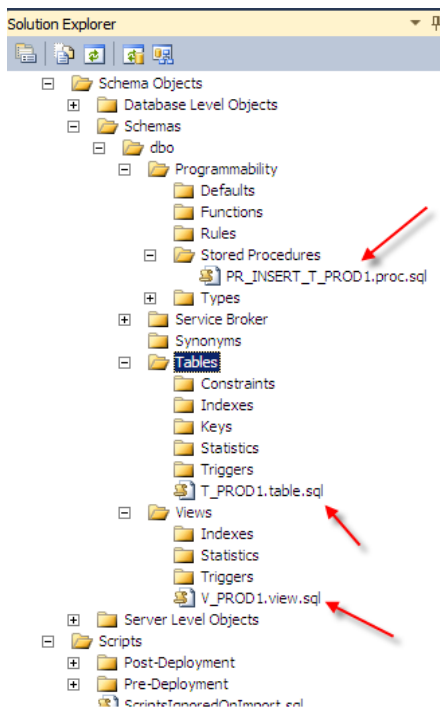 Solution Explorer
Schema Objects
Database Level Objects
Schemas
dbo
Programmability
Defaults
Functions
Rules
Stored Procedures
PR_INSERT_T_PROD1.proc.sql
Types
Service Broker
Synonyms
Tables
Constraints
Indexes
Keys
Statistics
Triggers
T_PROD1.table.sql
Views
Indexes
Statistics
Triggers
V_PROD1.view.sql
Server Level Objects
Scripts
Post-Deployment
Pre-Deployment
ScriptsIgnoredOnImport.sql